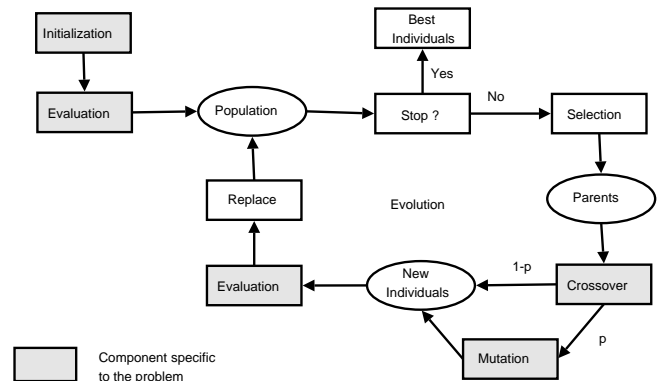 Best
Individuals
Initialization
Yes
No
Evaluation
Population
Stop ?
Selection
Replace
Evolution
Parents
Evaluation
New
Individuals
1-p
Crossover
p
Mutation
Component specific
to the problem